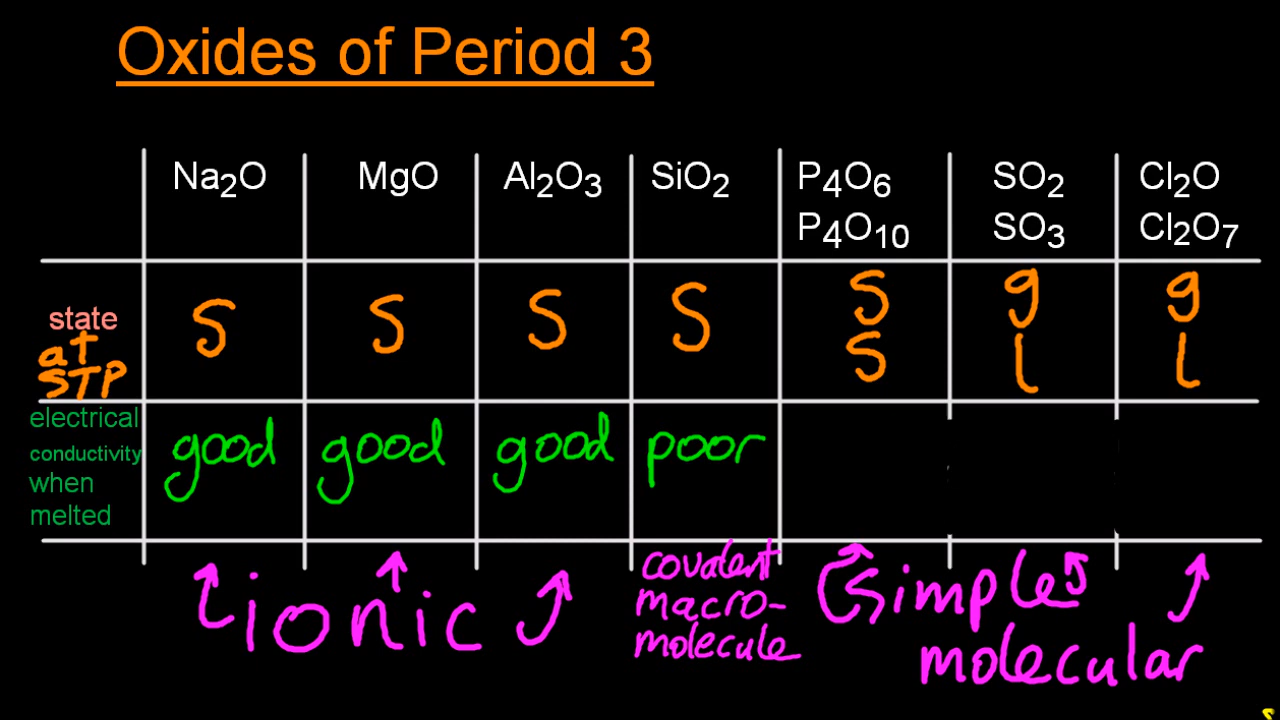 Oxides of Period 3
Na2O MgO Al2O3 SiO2 P4O6 SO2 Cl2O
P4O10 SO3 Cl2O7
state S S S S S g g
at STP S l l
electrical
conductivity good good good poor
when
melted
ionic covalent macro-molecule simple molecular